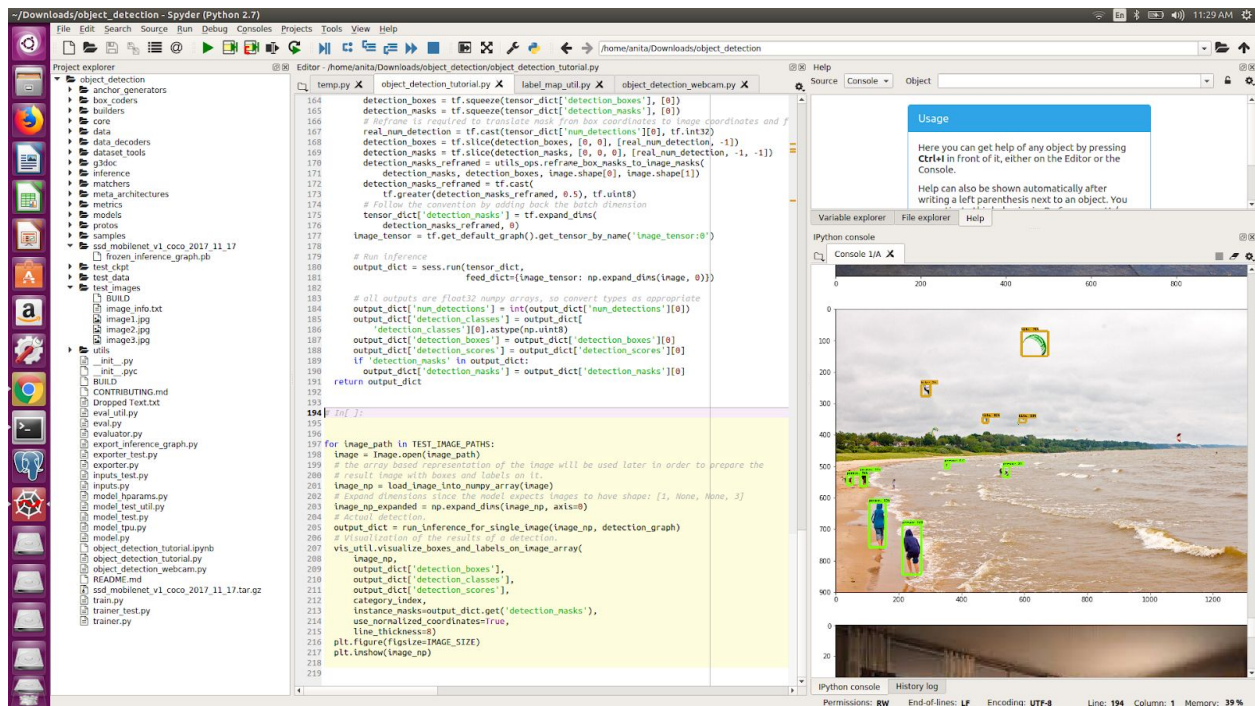 ~/Downloads/object_detection - Spyder (Python 2.7)
En
11:29 AM
File Edit Search Source Run Debug Consoles Projects Tools View Help
/home/anita/Downloads/object_detection
Project explorer
object_detection
anchor_generators
box_coders
builders
core
data
data_decoders
dataset_tools
g3doc
inference
matchers
meta_architectures
metrics
models
protos
samples
ssd_mobilenet_v1_coco_2017_11_17
frozen_inference_graph.pb
test_ckpt
test_data
test_images
BUILD
image_info.txt
image1.jpg
image2.jpg
image3.jpg
utils
__init__.py
__init__.pyc
BUILD
CONTRIBUTING.md
Dropped Text.txt
eval_util.py
eval.py
evaluator.py
export_inference_graph.py
exporter_test.py
exporter.py
inputs_test.py
inputs.py
model_hparams.py
model_test_util.py
model_test.py
model_tpu.py
model.py
object_detection_tutorial.ipynb
object_detection_tutorial.py
object_detection_webcam.py
README.md
ssd_mobilenet_v1_coco_2017_11_17.tar.gz
train.py
trainer_test.py
trainer.py
Editor - /home/anita/Downloads/object_detection/object_detection_tutorial.py
temp.py X object_detection_tutorial.py X label_map_util.py X object_detection_webcam.py X
164 detection_boxes = tf.squeeze(tensor_dict['detection_boxes'], [0])
165 detection_masks = tf.squeeze(tensor_dict['detection_masks'], [0])
166 # Reframe is required to translate mask from box coordinates to image coordinates and f
167 real_num_detection = tf.cast(tensor_dict['num_detections'][0], tf.int32)
168 detection_boxes = tf.slice(detection_boxes, [0, 0], [real_num_detection, -1])
169 detection_masks = tf.slice(detection_masks, [0, 0, 0], [real_num_detection, -1, -1])
170 detection_masks_reframed = utils_ops.reframe_box_masks_to_image_masks(
171 detection_masks, detection_boxes, image.shape[0], image.shape[1])
172 detection_masks_reframed = tf.cast(
173 tf.greater(detection_masks_reframed, 0.5), tf.uint8)
174 # Follow the convention by adding back the batch dimension
175 tensor_dict['detection_masks'] = tf.expand_dims(
176 detection_masks_reframed, 0)
177 image_tensor = tf.get_default_graph().get_tensor_by_name('image_tensor:0')
178
179 # Run inference
180 output_dict = sess.run(tensor_dict,
181 feed_dict={image_tensor: np.expand_dims(image, 0)})
182
183 # all outputs are float32 numpy arrays, so convert types as appropriate
184 output_dict['num_detections'] = int(output_dict['num_detections'][0])
185 output_dict['detection_classes'] = output_dict[
186 'detection_classes'][0].astype(np.uint8)
187 output_dict['detection_boxes'] = output_dict['detection_boxes'][0]
188 output_dict['detection_scores'] = output_dict['detection_scores'][0]
189 if 'detection_masks' in output_dict:
190 output_dict['detection_masks'] = output_dict['detection_masks'][0]
191 return output_dict
192
193
194 # In[ ]:
195
196
197 for image_path in TEST_IMAGE_PATHS:
198 image = Image.open(image_path)
199 # the array based representation of the image will be used later in order to prepare the
200 # result image with boxes and labels on it.
201 image_np = load_image_into_numpy_array(image)
202 # Expand dimensions since the model expects images to have shape: [1, None, None, 3]
203 image_np_expanded = np.expand_dims(image_np, axis=0)
204 # Actual detection.
205 output_dict = run_inference_for_single_image(image_np, detection_graph)
206 # Visualization of the results of a detection.
207 vis_util.visualize_boxes_and_labels_on_image_array(
208 image_np,
209 output_dict['detection_boxes'],
210 output_dict['detection_classes'],
211 output_dict['detection_scores'],
212 category_index,
213 instance_masks=output_dict.get('detection_masks'),
214 use_normalized_coordinates=True,
215 line_thickness=8)
216 plt.figure(figsize=IMAGE_SIZE)
217 plt.imshow(image_np)
218
219
Help
Source Console Object
Usage
Here you can get help of any object by pressing
Ctrl+I in front of it, either on the Editor or the
Console.
Help can also be shown automatically after
writing a left parenthesis next to an object. You
Variable explorer File explorer Help
IPython console
Console 1/A X
0 200 400 600 800
0
100
200
300
400
500
600
700
800
900
0 200 400 600 800 1000 1200
0
20
IPython console History log
Permissions: RW End-of-lines: LF Encoding: UTF-8 Line: 194 Column: 1 Memory: 39 %